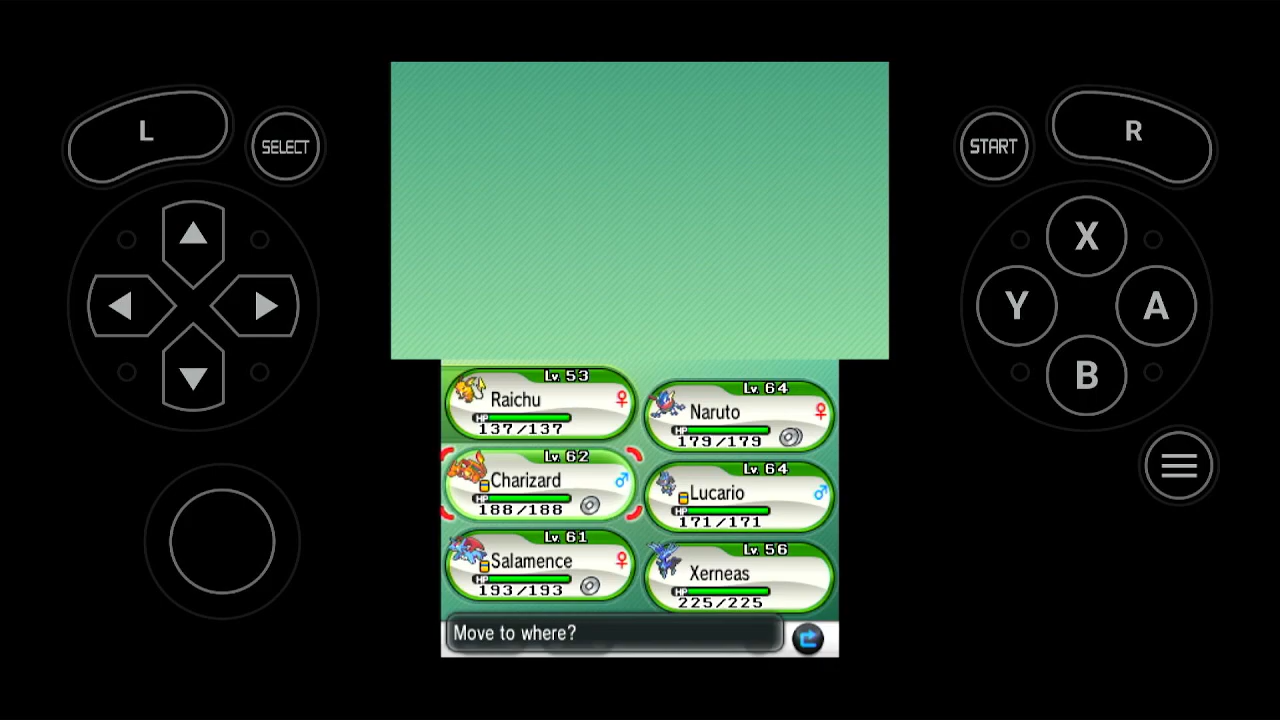 L
SELECT
START
R
X
Y
A
B
Lv. 53
Raichu ♀
HP
137/137
Lv. 64
Naruto ♀
HP
179/179
Lv. 62
Charizard ♂
HP
188/188
Lv. 64
Lucario ♂
HP
171/171
Lv. 61
Salamence ♀
HP
193/193
Lv. 56
Xerneas
HP
225/225
Move to where?